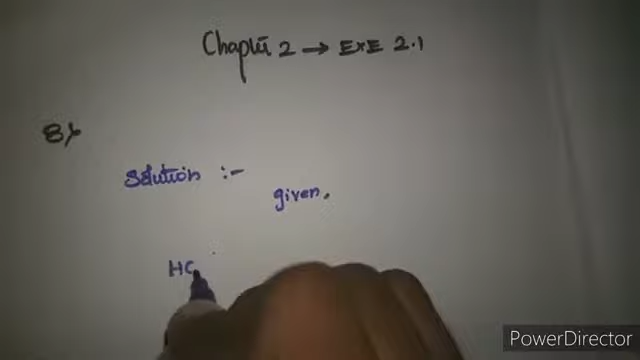 Chapter 2 → EXE 2.1
8)
Solution :-
given.
HC
PowerDirector